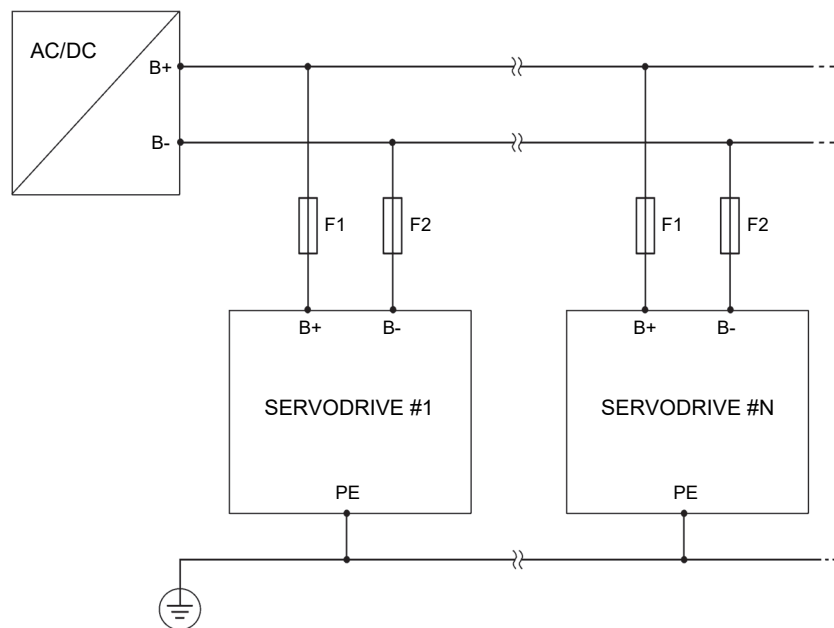 AC/DC
B+
B-
F1
F2
F1
F2
B+
B-
B+
B-
SERVODRIVE #1
SERVODRIVE #N
PE
PE